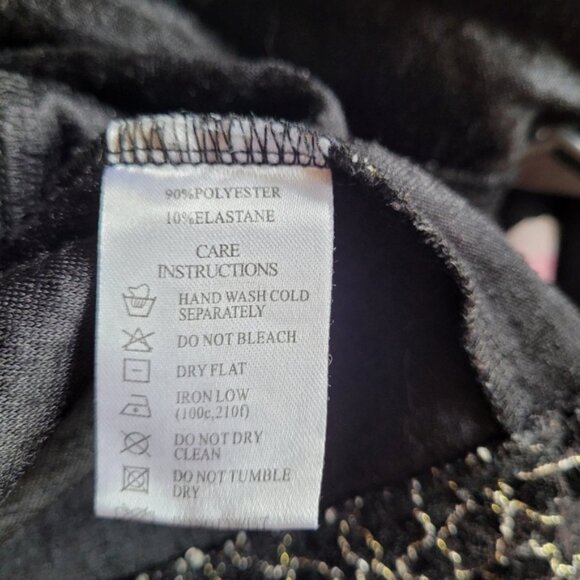 90%POLYESTER
10%ELASTANE
CARE
INSTRUCTIONS
HAND WASH COLD
SEPARATELY
DO NOT BLEACH
DRY FLAT
IRON LOW
(100c,210f)
DO NOT DRY
CLEAN
DO NOT TUMBLE
DRY